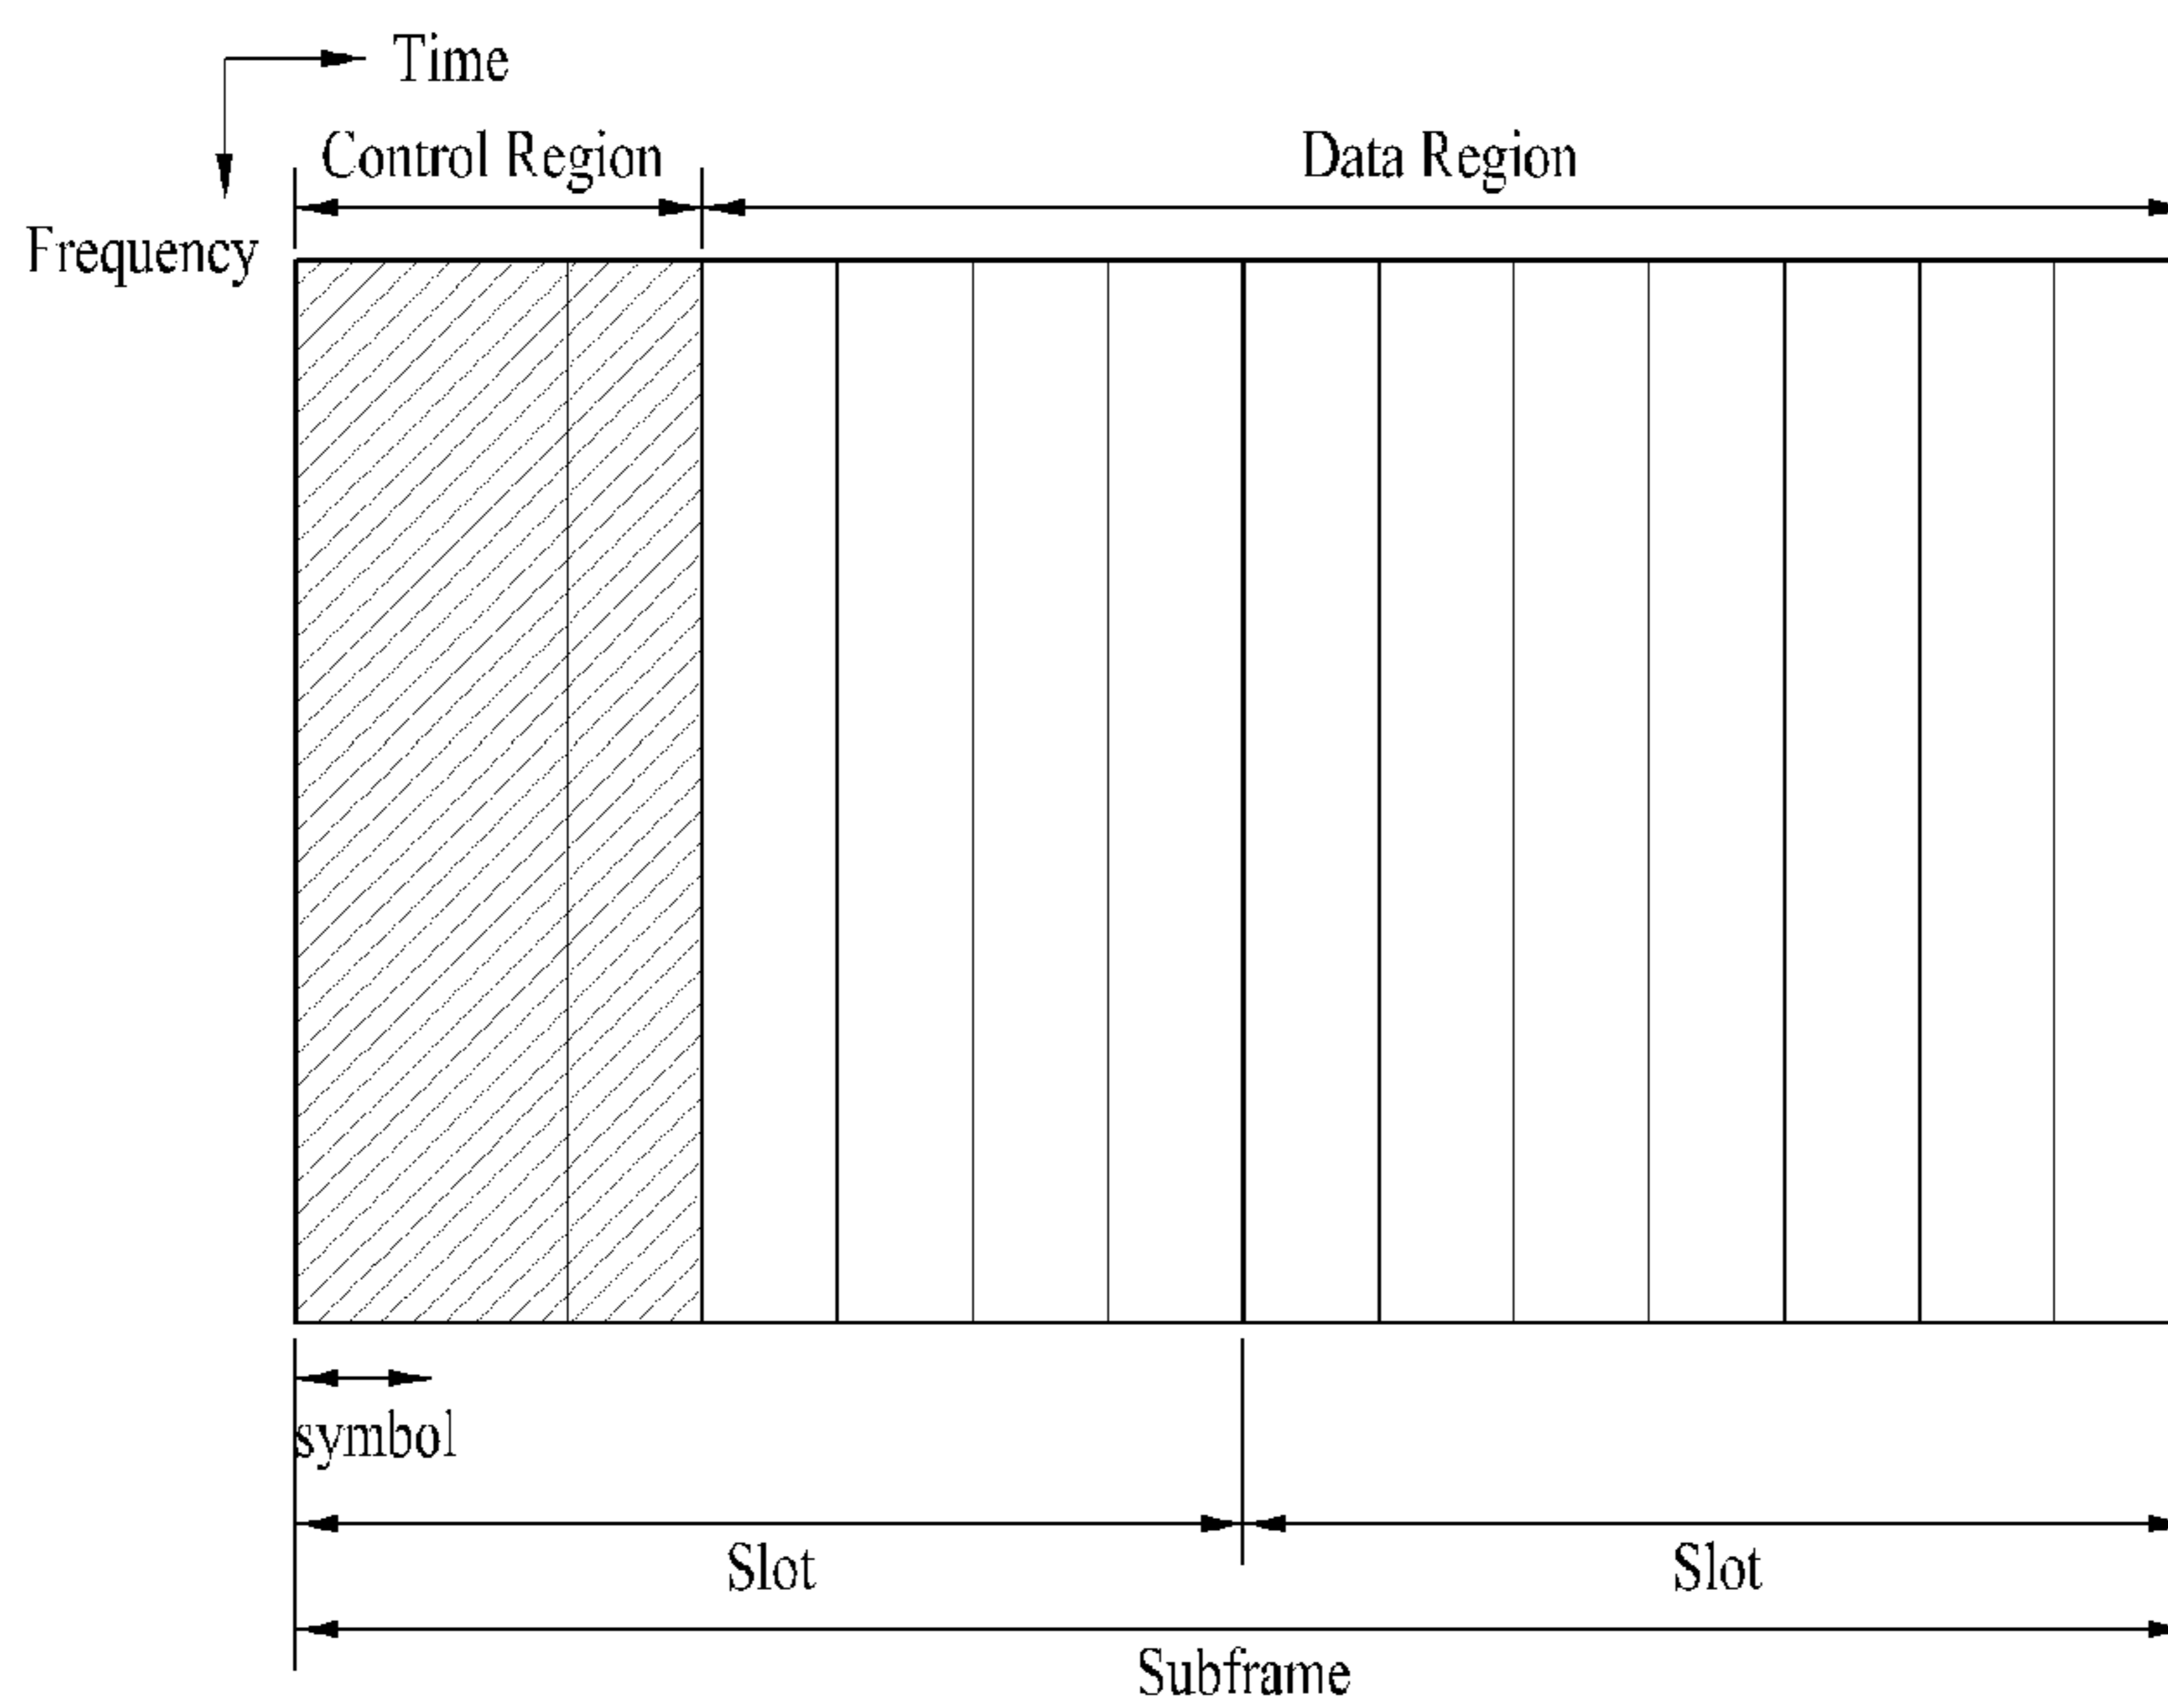 Time
Control Region
Data Region
Frequency
symbol
Slot
Slot
Subframe